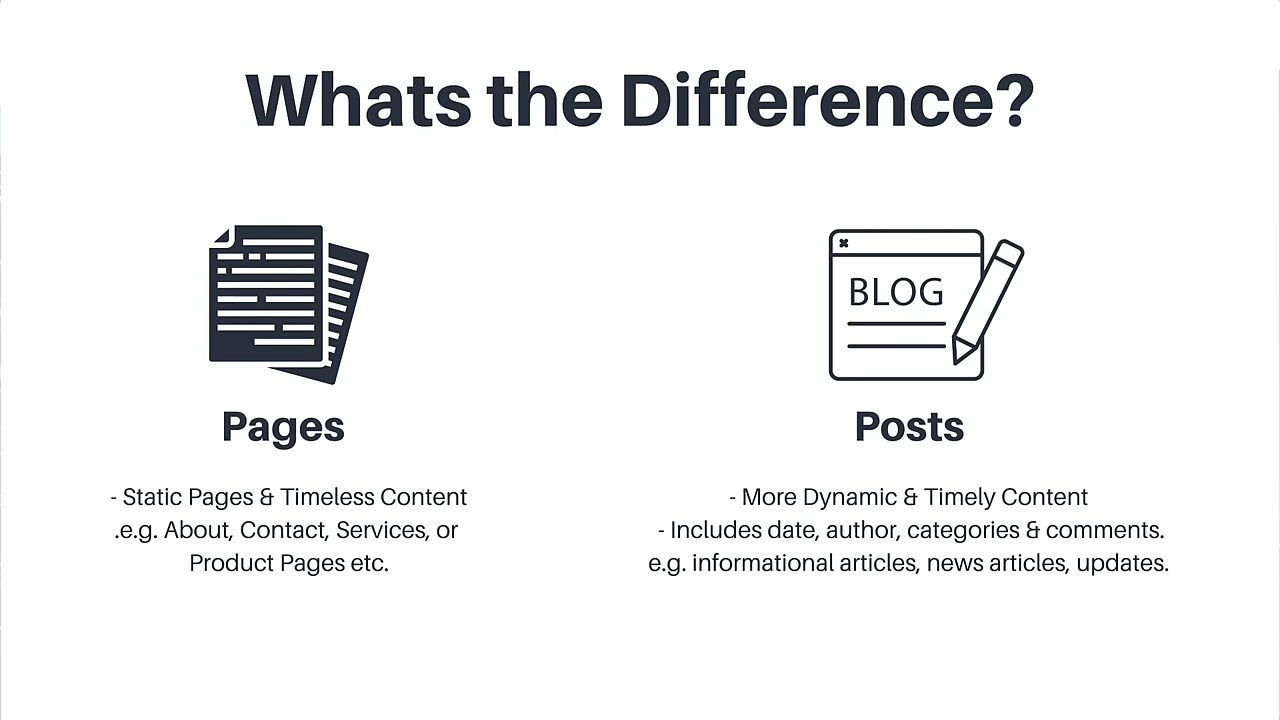 Whats the Difference?
BLOG
Pages
- Static Pages & Timeless Content
.e.g. About, Contact, Services, or
Product Pages etc.
Posts
- More Dynamic & Timely Content
- Includes date, author, categories & comments.
e.g. informational articles, news articles, updates.